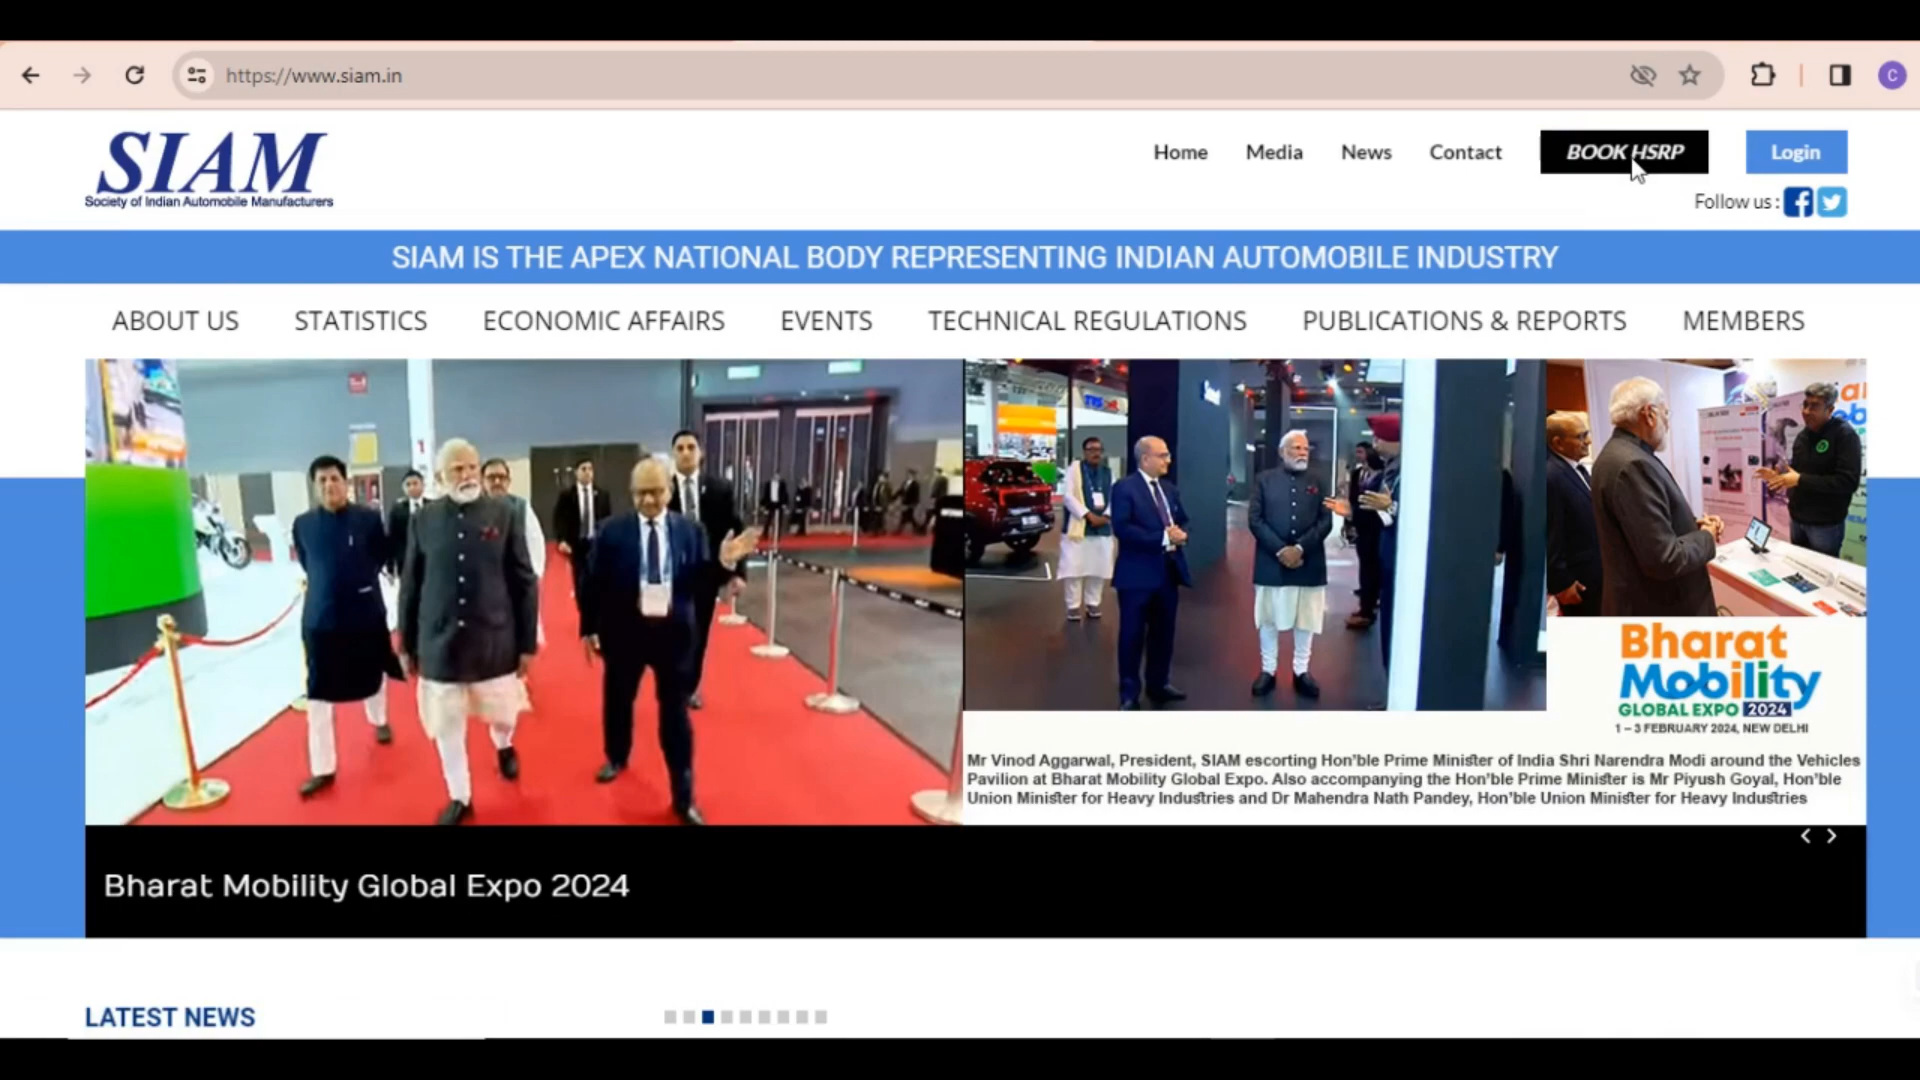 https://www.siam.in
C
SIAM
Society of Indian Automobile Manufacturers
Home Media News Contact BOOK HSRP Login
Follow us :
SIAM IS THE APEX NATIONAL BODY REPRESENTING INDIAN AUTOMOBILE INDUSTRY
ABOUT US STATISTICS ECONOMIC AFFAIRS EVENTS TECHNICAL REGULATIONS PUBLICATIONS & REPORTS MEMBERS
Bharat
Mobility
GLOBAL EXPO 2024
1 – 3 FEBRUARY 2024, NEW DELHI
Mr Vinod Aggarwal, President, SIAM escorting Hon'ble Prime Minister of India Shri Narendra Modi around the Vehicles
Pavilion at Bharat Mobility Global Expo. Also accompanying the Hon'ble Prime Minister is Mr Piyush Goyal, Hon'ble
Union Minister for Heavy Industries and Dr Mahendra Nath Pandey, Hon'ble Union Minister for Heavy Industries
Bharat Mobility Global Expo 2024
LATEST NEWS